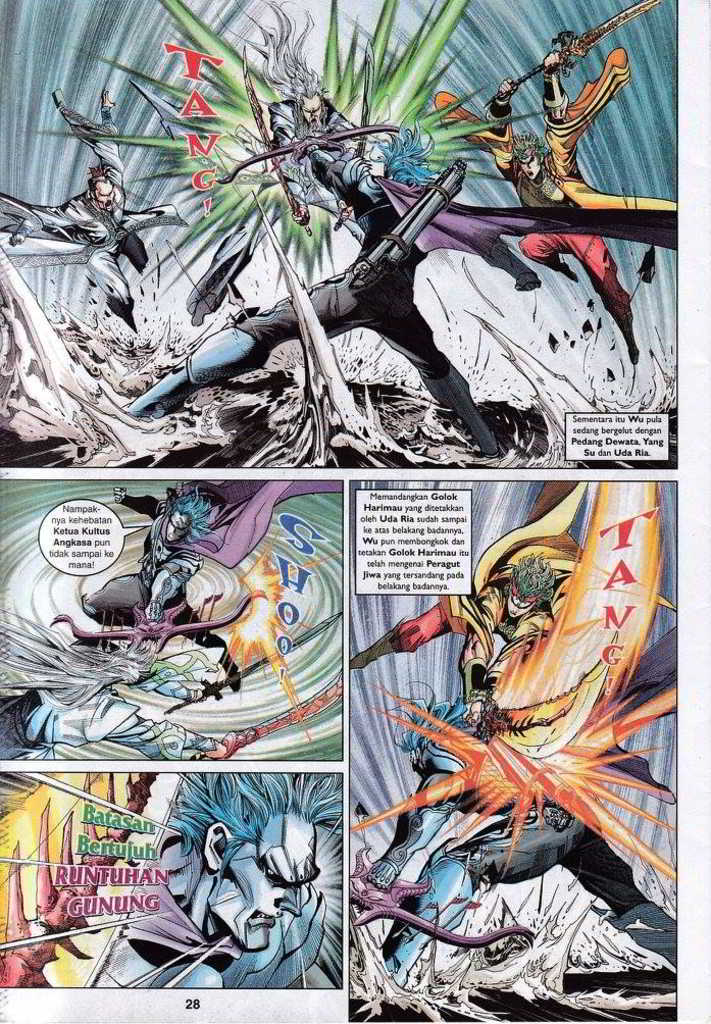 TANG!
Sementara itu Wu pula
sedang bergelut dengan
Pedang Dewata, Yang
Su dan Uda Ria.
Nampak-
nya kehebatan
Ketua Kultus
Angkasa pun
tidak sampai ke
mana!
SHOO!
Batasan
Bertujuh
RUNTUHAN
GUNUNG
Memandangkan Golok
Harimau yang ditetakkan
oleh Uda Ria sudah sampai
ke atas belakang badannya,
Wu pun membongkok dan
tetakan Golok Harimau itu
telah mengenai Peragut
Jiwa yang tersandang pada
belakang badannya.
TANG!
28